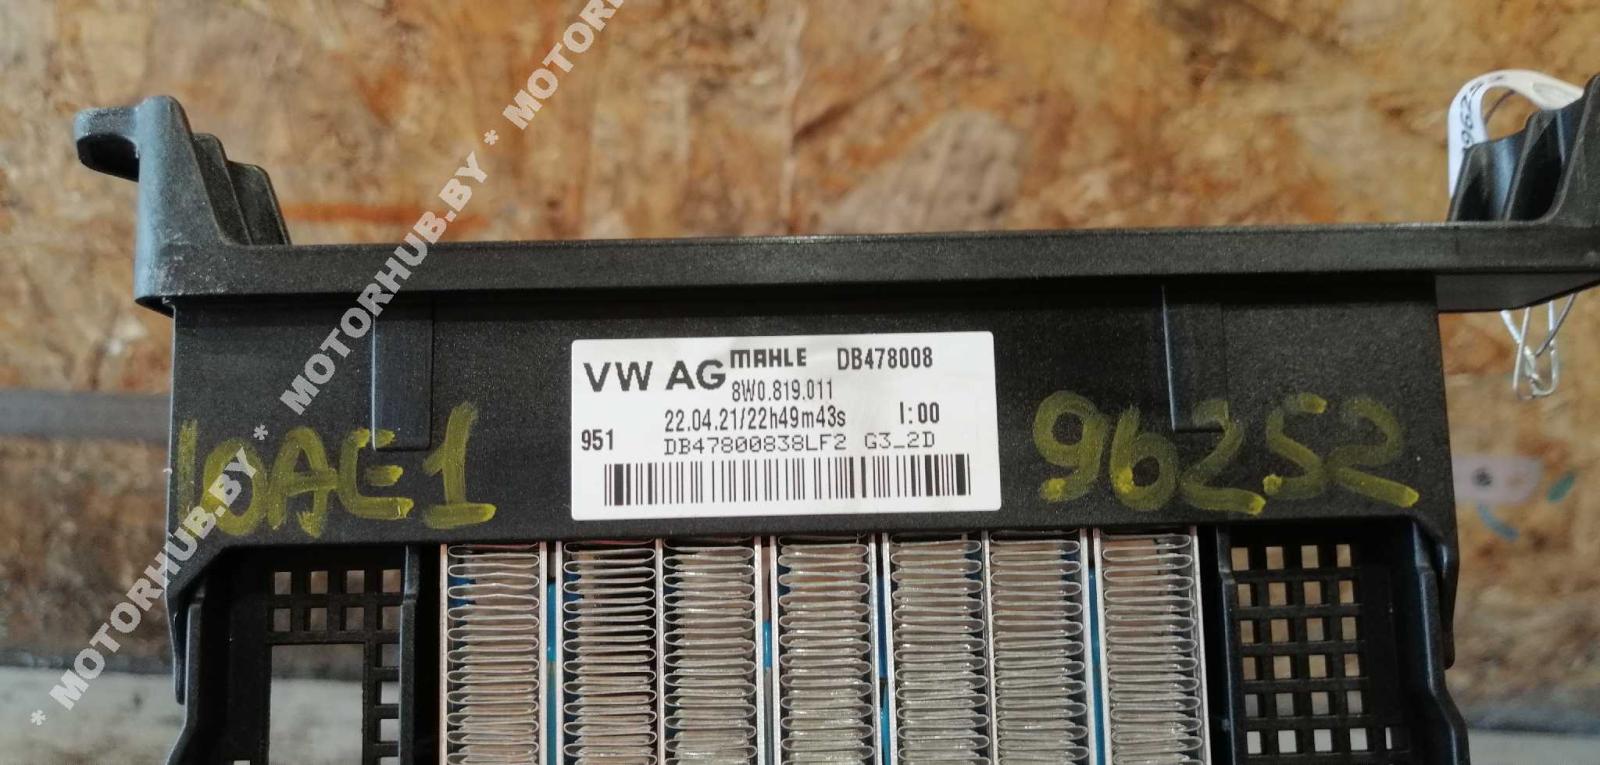 * MOTORHUB.BY * MOTORHUB.BY * MOTORHUB.BY * MOTOR
VW AG MAHLE DB478008
8W0.819.011
22.04.21/22h49m43s I:00
951 DB47800838LF2 G3_2D
10AE1
96252